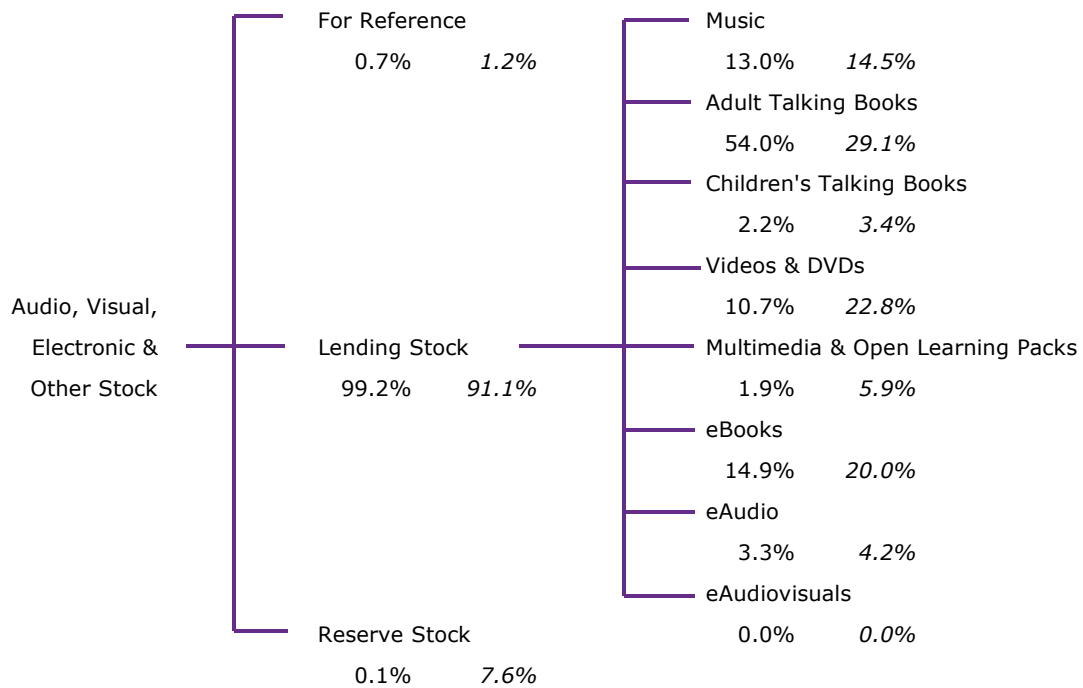 Audio, Visual,
Electronic &
Other Stock
For Reference
0.7% 1.2%
Lending Stock
99.2% 91.1%
Reserve Stock
0.1% 7.6%
Music
13.0% 14.5%
Adult Talking Books
54.0% 29.1%
Children's Talking Books
2.2% 3.4%
Videos & DVDs
10.7% 22.8%
Multimedia & Open Learning Packs
1.9% 5.9%
eBooks
14.9% 20.0%
eAudio
3.3% 4.2%
eAudiovisuals
0.0% 0.0%